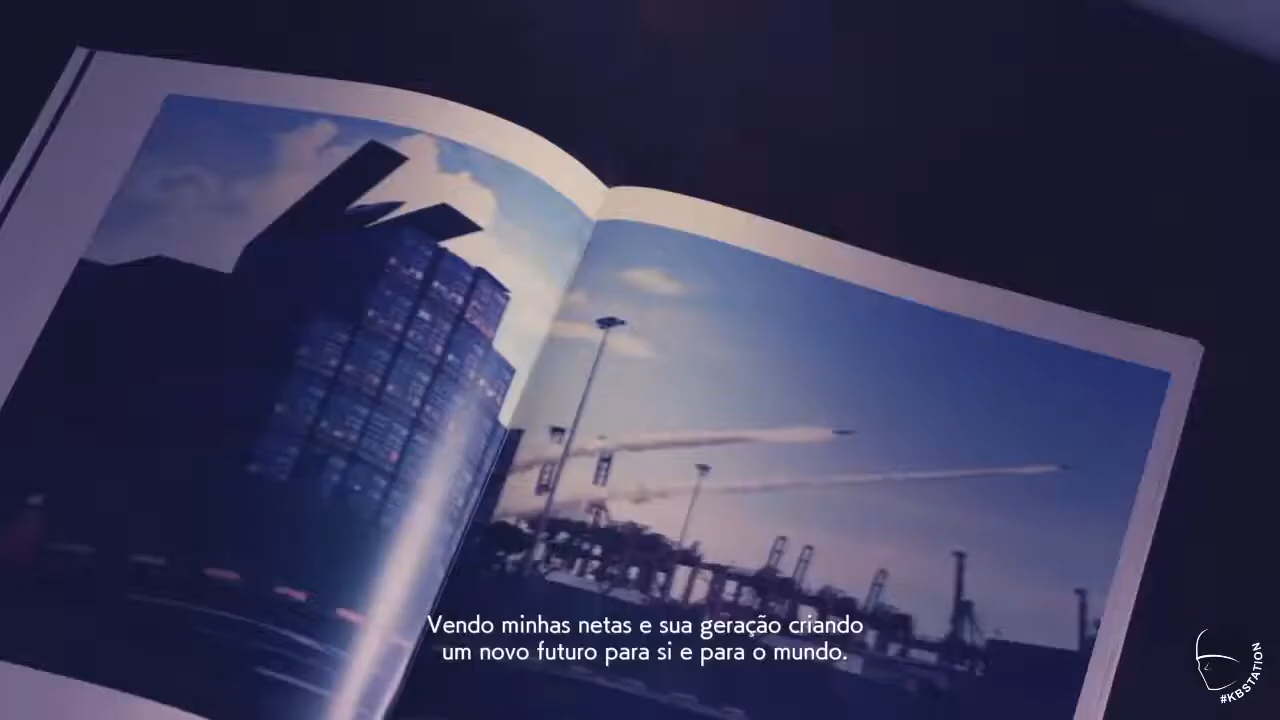 Vendo minhas netas e sua geração criando
um novo futuro para si e para o mundo.
#KBSTATION